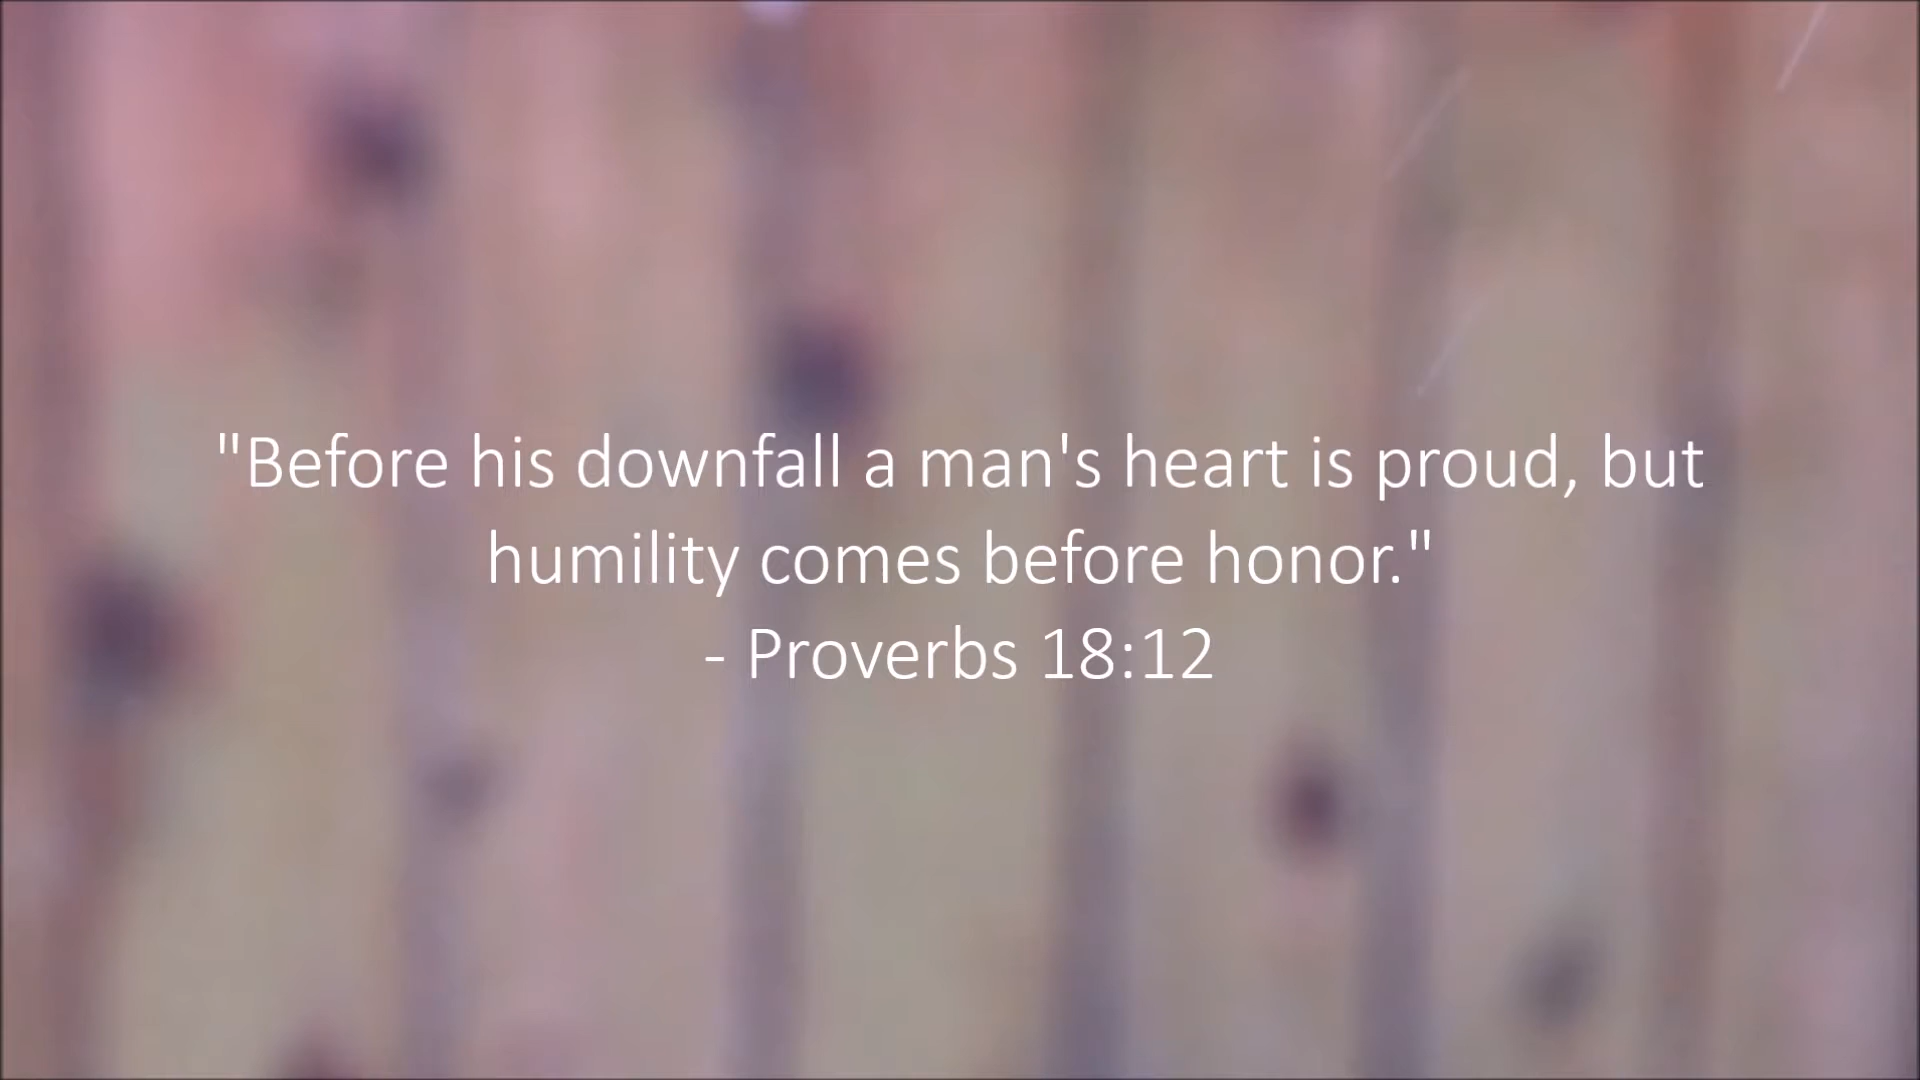 "Before his downfall a man's heart is proud, but
humility comes before honor."
- Proverbs 18:12